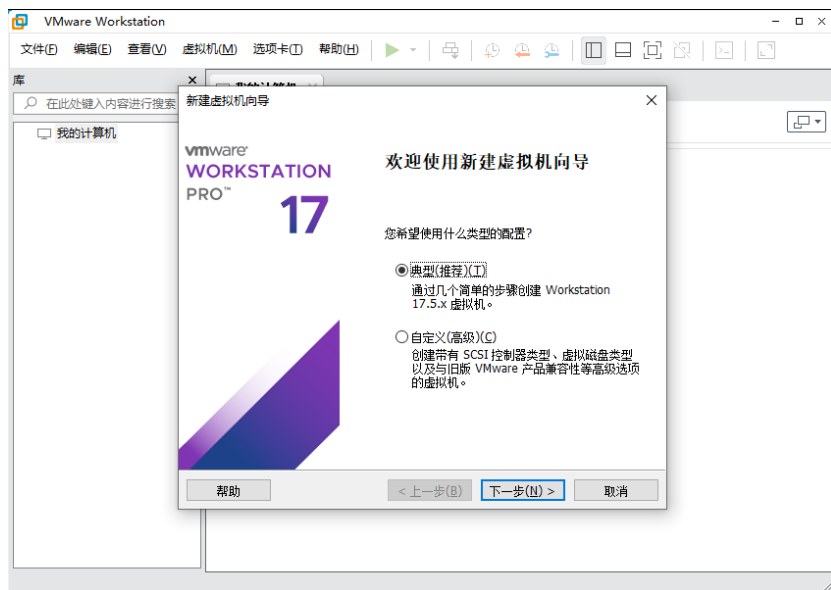 VMware Workstation
文件(F) 编辑(E) 查看(V) 虚拟机(M) 选项卡(T) 帮助(H)
库
在此处键入内容进行搜索
我的计算机
我的计算机
新建虚拟机向导
vmware
WORKSTATION
PRO™
17
欢迎使用新建虚拟机向导
您希望使用什么类型的配置?
典型(推荐)(T)
通过几个简单的步骤创建 Workstation
17.5.x 虚拟机。
自定义(高级)(C)
创建带有 SCSI 控制器类型、虚拟磁盘类型
以及与旧版 VMware 产品兼容性等高级选项
的虚拟机。
帮助 < 上一步(B) 下一步(N) > 取消